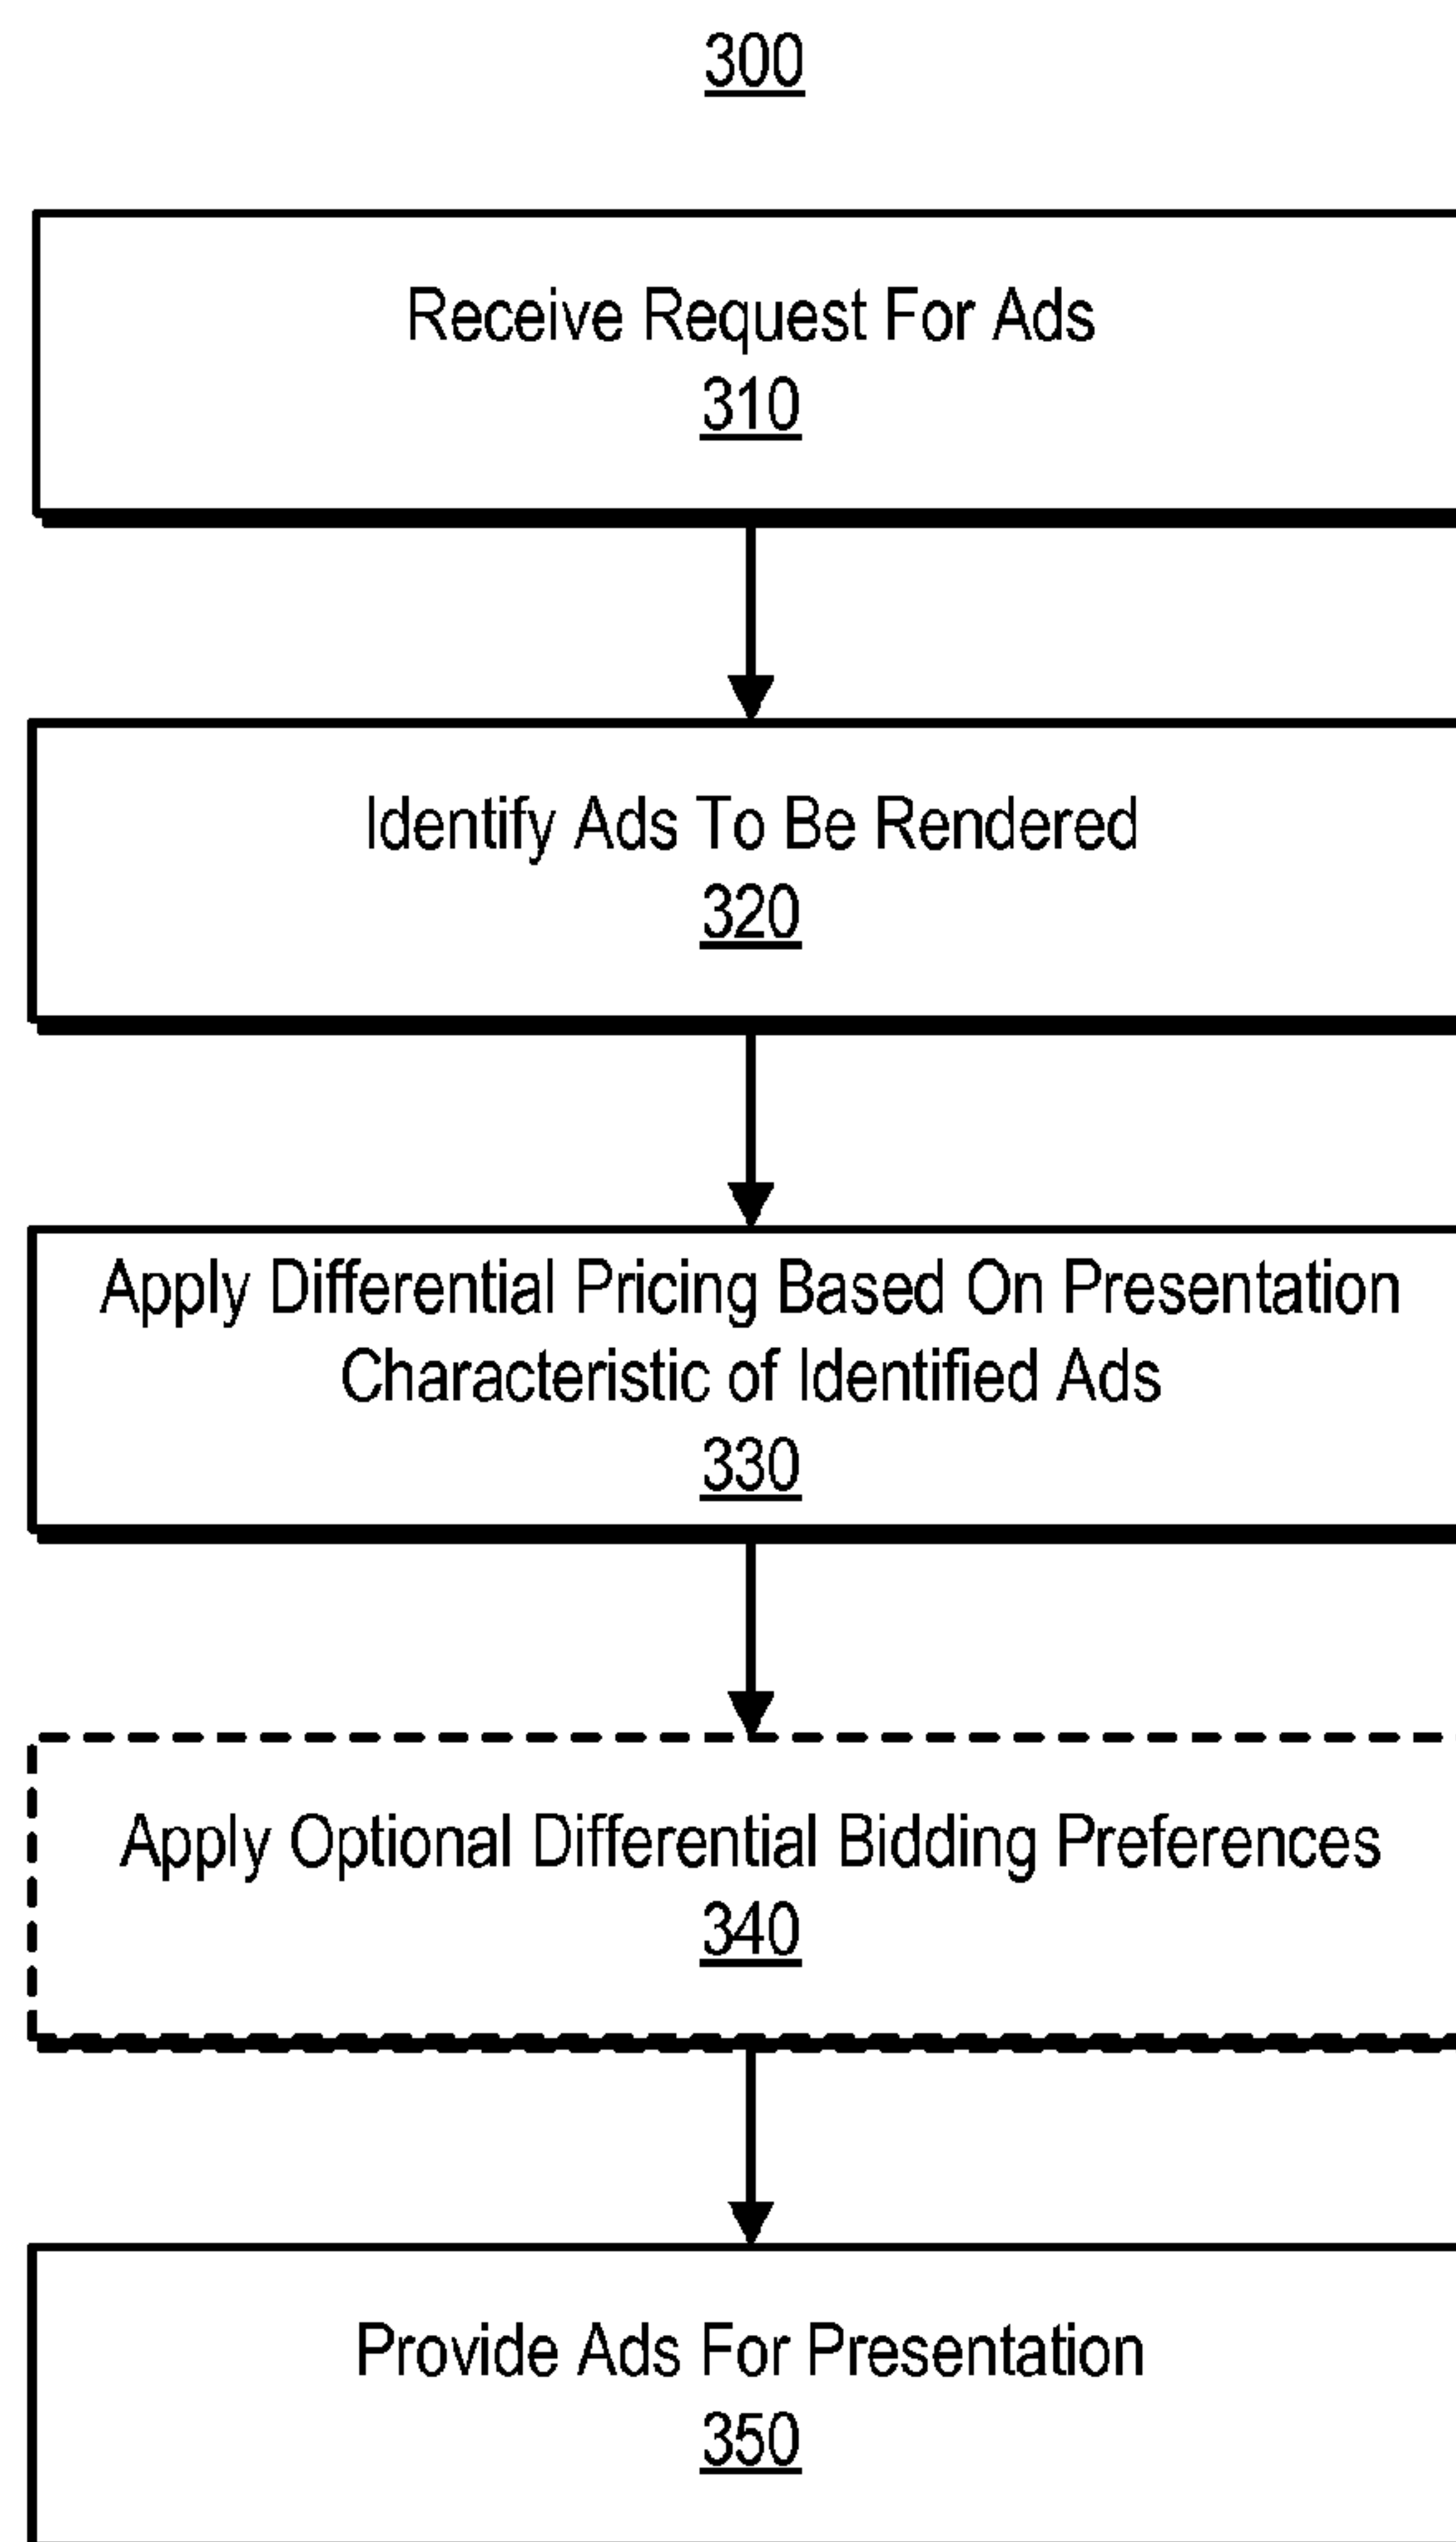 300
Receive Request For Ads
310
Identify Ads To Be Rendered
320
Apply Differential Pricing Based On Presentation
Characteristic of Identified Ads
330
Apply Optional Differential Bidding Preferences
340
Provide Ads For Presentation
350